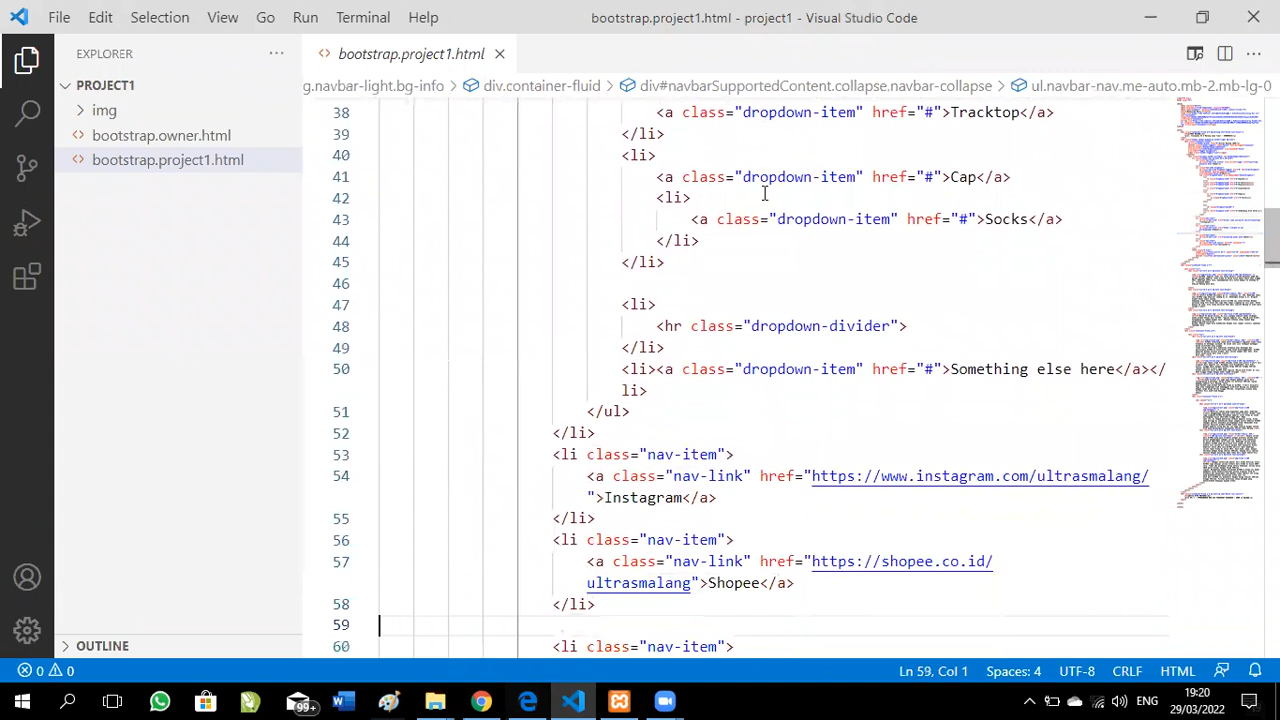 File Edit Selection View Go Run Terminal Help
bootstrap.project1.html - project1 - Visual Studio Code
EXPLORER
PROJECT1
img
bootstrap.owner.html
bootstrap.project1.html
OUTLINE
bootstrap.project1.html
g.navbar-light.bg-info > div.container-fluid > div#navbarSupportedContent.collapse.navbar-collapse > ul.navbar-nav.me-auto.mb-2.mb-lg-0
38 <a class="dropdown-item" href="#">Tracktop</a>
39 </li>
40 <li>
41 <a class="dropdown-item" href="#"></a>
42 <li>
43 <a class="dropdown-item" href="#">Socks</a>
44 </li>
45 </li>
46
47 <li>
48 <hr class="dropdown-divider">
49 </li>
50 <li><a class="dropdown-item" href="#">Something else here</a></
li>
51 </ul>
52 </li>
53 <li class="nav-item">
54 <a class="nav-link" href="https://www.instagram.com/ultrasmalang/
">Instagram</a>
55 </li>
56 <li class="nav-item">
57 <a class="nav-link" href="https://shopee.co.id/
ultrasmalang">Shopee</a>
58 </li>
59
60 <li class="nav-item">
0 0 Ln 59, Col 1 Spaces: 4 UTF-8 CRLF HTML
99+ ENG 19:20
29/03/2022